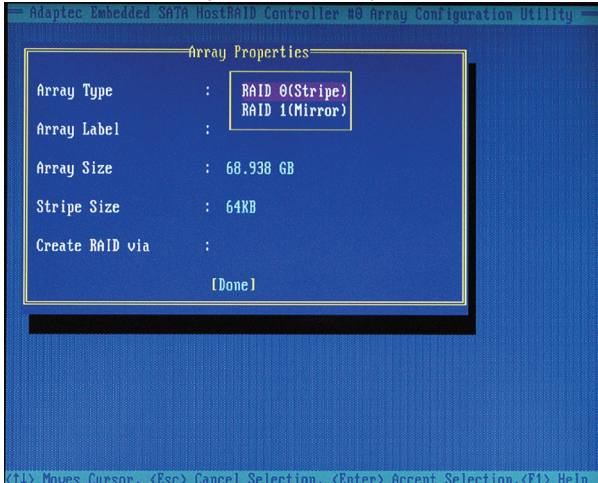 Adaptec Embedded SATA HostRAID Controller #0 Array Configuration Utility
Array Properties
Array Type : RAID 0(Stripe)
RAID 1(Mirror)
Array Label :
Array Size : 68.938 GB
Stripe Size : 64KB
Create RAID via :
[Done]
<↑↓> Moves Cursor, <Esc> Cancel Selection, <Enter> Accept Selection,<F1> Help